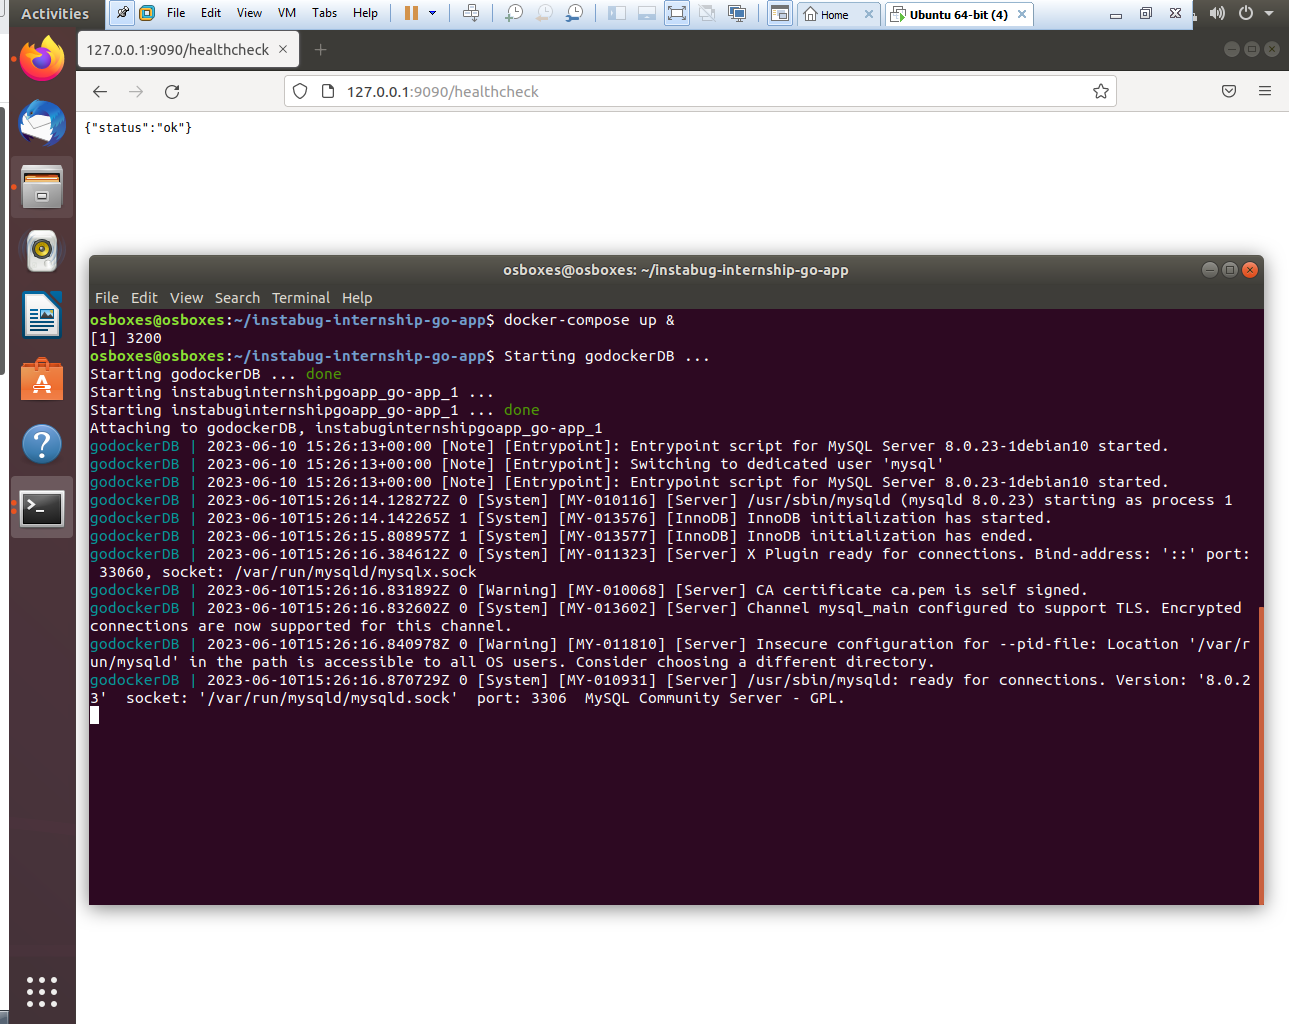 Activities
File Edit View VM Tabs Help
Home
Ubuntu 64-bit (4)
127.0.0.1:9090/healthcheck
127.0.0.1:9090/healthcheck
{"status":"ok"}
osboxes@osboxes: ~/instabug-internship-go-app
File Edit View Search Terminal Help
osboxes@osboxes:~/instabug-internship-go-app$ docker-compose up &
[1] 3200
osboxes@osboxes:~/instabug-internship-go-app$ Starting godockerDB ...
Starting godockerDB ... done
Starting instabuginternshipgoapp_go-app_1 ...
Starting instabuginternshipgoapp_go-app_1 ... done
Attaching to godockerDB, instabuginternshipgoapp_go-app_1
godockerDB | 2023-06-10 15:26:13+00:00 [Note] [Entrypoint]: Entrypoint script for MySQL Server 8.0.23-1debian10 started.
godockerDB | 2023-06-10 15:26:13+00:00 [Note] [Entrypoint]: Switching to dedicated user 'mysql'
godockerDB | 2023-06-10 15:26:13+00:00 [Note] [Entrypoint]: Entrypoint script for MySQL Server 8.0.23-1debian10 started.
godockerDB | 2023-06-10T15:26:14.128272Z 0 [System] [MY-010116] [Server] /usr/sbin/mysqld (mysqld 8.0.23) starting as process 1
godockerDB | 2023-06-10T15:26:14.142265Z 1 [System] [MY-013576] [InnoDB] InnoDB initialization has started.
godockerDB | 2023-06-10T15:26:15.808957Z 1 [System] [MY-013577] [InnoDB] InnoDB initialization has ended.
godockerDB | 2023-06-10T15:26:16.384612Z 0 [System] [MY-011323] [Server] X Plugin ready for connections. Bind-address: '::' port:
33060, socket: /var/run/mysqld/mysqlx.sock
godockerDB | 2023-06-10T15:26:16.831892Z 0 [Warning] [MY-010068] [Server] CA certificate ca.pem is self signed.
godockerDB | 2023-06-10T15:26:16.832602Z 0 [System] [MY-013602] [Server] Channel mysql_main configured to support TLS. Encrypted
connections are now supported for this channel.
godockerDB | 2023-06-10T15:26:16.840978Z 0 [Warning] [MY-011810] [Server] Insecure configuration for --pid-file: Location '/var/r
un/mysqld' in the path is accessible to all OS users. Consider choosing a different directory.
godockerDB | 2023-06-10T15:26:16.870729Z 0 [System] [MY-010931] [Server] /usr/sbin/mysqld: ready for connections. Version: '8.0.2
3'  socket: '/var/run/mysqld/mysqld.sock'  port: 3306  MySQL Community Server - GPL.